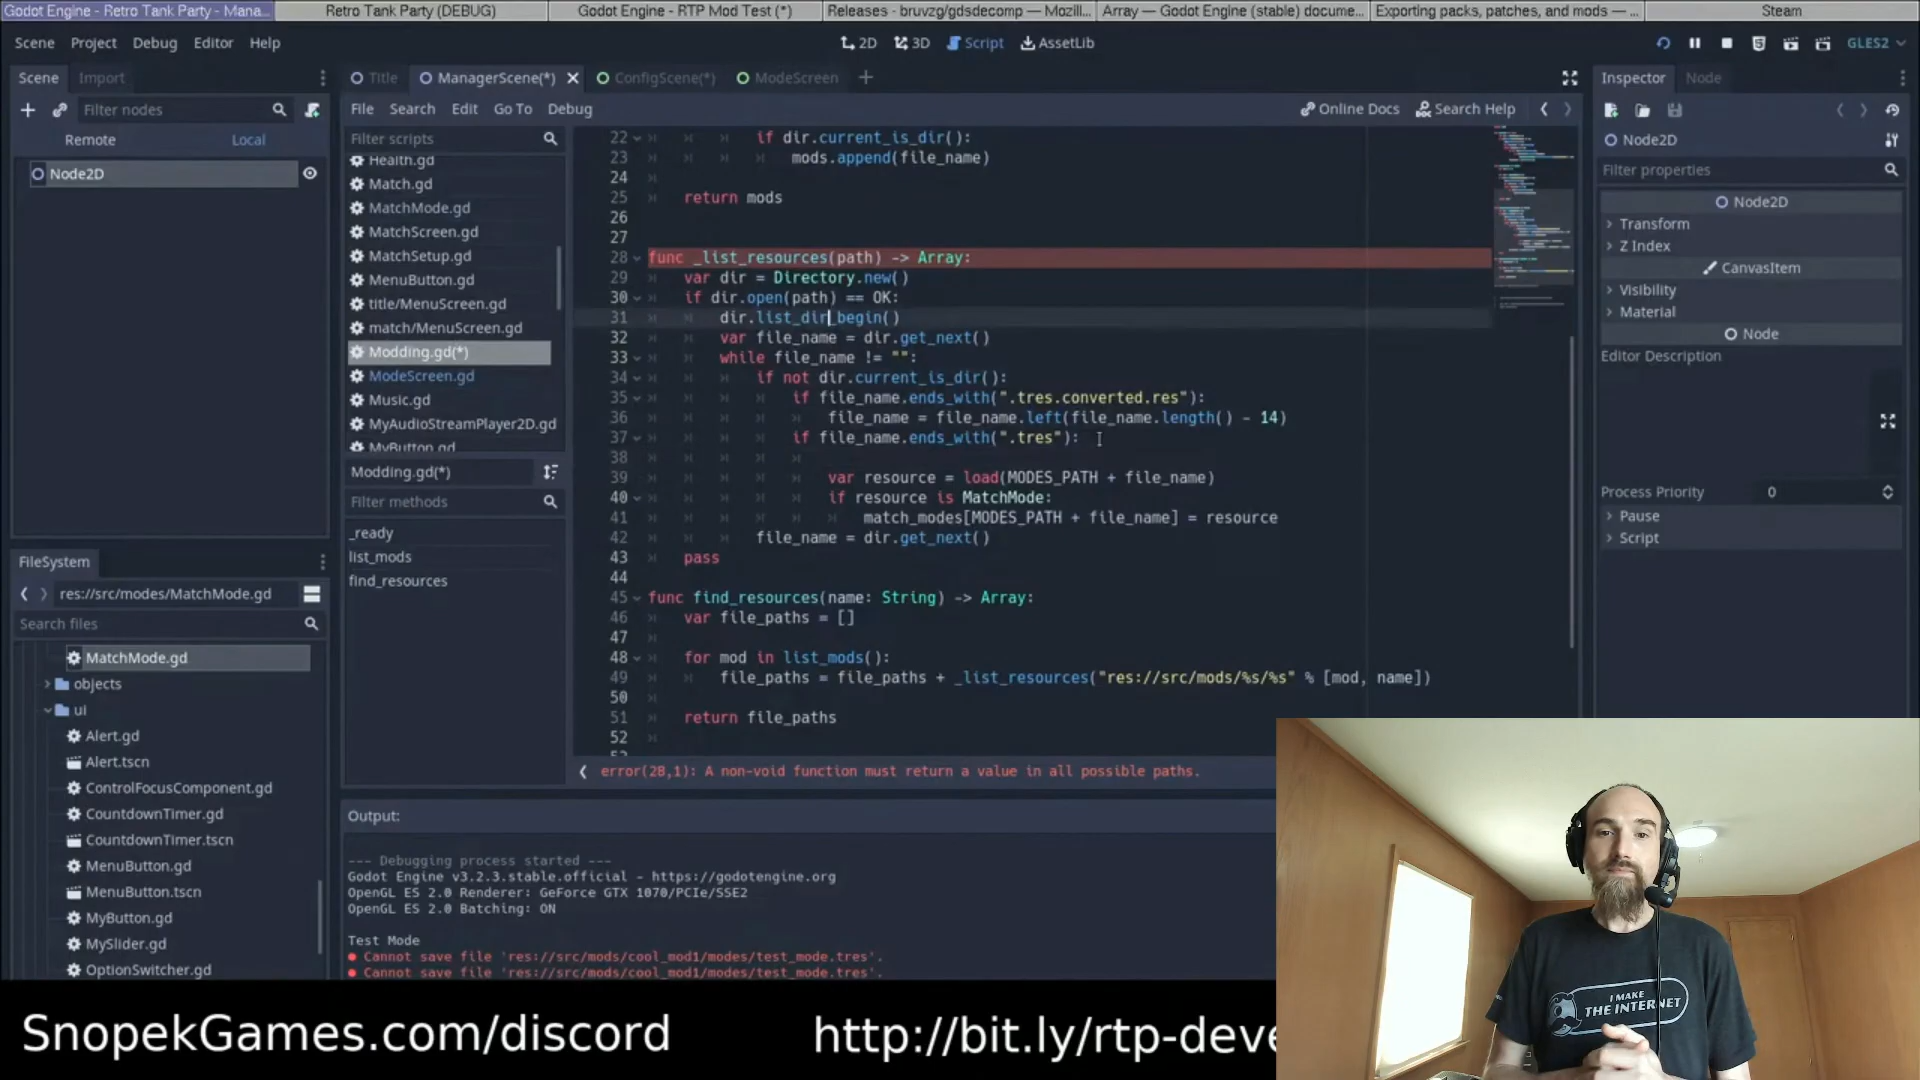 Godot Engine - Retro Tank Party - Mana...
Retro Tank Party (DEBUG)
Godot Engine - RTP Mod Test (*)
Releases · bruvzg/gdsdecomp — Mozill...
Array — Godot Engine (stable) docume...
Exporting packs, patches, and mods — ...
Steam
Scene Project Debug Editor Help
2D 3D Script AssetLib
GLES2
Scene Import
Filter nodes
Remote Local
Node2D
Title ManagerScene(*) ConfigScene(*) ModeScreen
File Search Edit Go To Debug
Online Docs Search Help
Filter scripts
Health.gd
Match.gd
MatchMode.gd
MatchScreen.gd
MatchSetup.gd
MenuButton.gd
title/MenuScreen.gd
match/MenuScreen.gd
Modding.gd(*)
ModeScreen.gd
Music.gd
MyAudioStreamPlayer2D.gd
MyButton.gd
Modding.gd(*)
Filter methods
_ready
list_mods
find_resources
22 if dir.current_is_dir():
23 mods.append(file_name)
24
25 return mods
26
27
28 func _list_resources(path) -> Array:
29 var dir = Directory.new()
30 if dir.open(path) == OK:
31 dir.list_dir_begin()
32 var file_name = dir.get_next()
33 while file_name != "":
34 if not dir.current_is_dir():
35 if file_name.ends_with(".tres.converted.res"):
36 file_name = file_name.left(file_name.length() - 14)
37 if file_name.ends_with(".tres"):
38
39 var resource = load(MODES_PATH + file_name)
40 if resource is MatchMode:
41 match_modes[MODES_PATH + file_name] = resource
42 file_name = dir.get_next()
43 pass
44
45 func find_resources(name: String) -> Array:
46 var file_paths = []
47
48 for mod in list_mods():
49 file_paths = file_paths + _list_resources("res://src/mods/%s/%s" % [mod, name])
50
51 return file_paths
52
53
error(28,1): A non-void function must return a value in all possible paths.
Output:
--- Debugging process started ---
Godot Engine v3.2.3.stable.official - https://godotengine.org
OpenGL ES 2.0 Renderer: GeForce GTX 1070/PCIe/SSE2
OpenGL ES 2.0 Batching: ON
Test Mode
Cannot save file 'res://src/mods/cool_mod1/modes/test_mode.tres'.
Cannot save file 'res://src/mods/cool_mod1/modes/test_mode.tres'.
FileSystem
res://src/modes/MatchMode.gd
Search files
MatchMode.gd
objects
ui
Alert.gd
Alert.tscn
ControlFocusComponent.gd
CountdownTimer.gd
CountdownTimer.tscn
MenuButton.gd
MenuButton.tscn
MyButton.gd
MySlider.gd
OptionSwitcher.gd
Inspector Node
Node2D
Filter properties
Node2D
Transform
Z Index
CanvasItem
Visibility
Material
Node
Editor Description
Process Priority 0
Pause
Script
I MAKE
THE INTERNET
SnopekGames.com/discord
http://bit.ly/rtp-deve